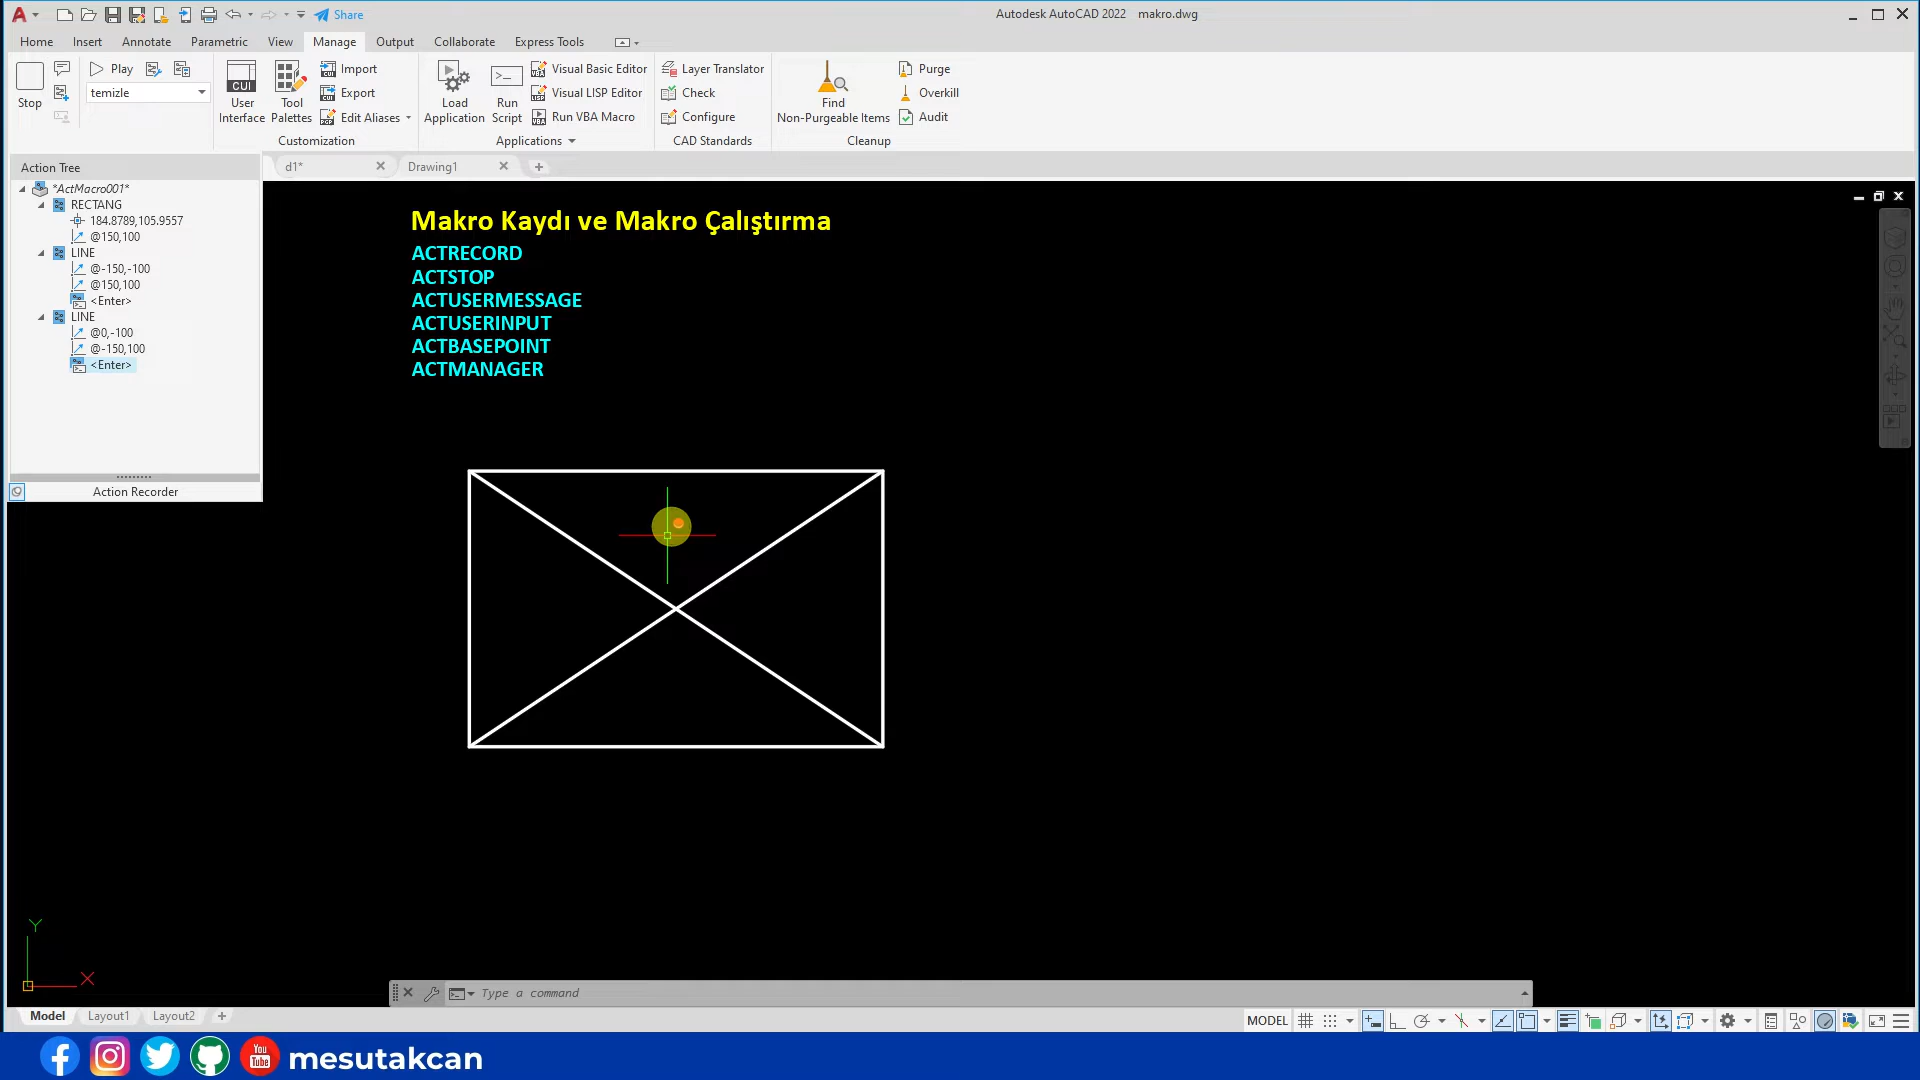 Share
Autodesk AutoCAD 2022 makro.dwg
Home Insert Annotate Parametric View Manage Output Collaborate Express Tools
Stop
Play
temizle
CUI
User Interface
Tool Palettes
Import
Export
Edit Aliases
Customization
Load Application
Run Script
Visual Basic Editor
Visual LISP Editor
Run VBA Macro
Applications
Layer Translator
Check
Configure
CAD Standards
Find
Non-Purgeable Items
Purge
Overkill
Audit
Cleanup
Action Tree
d1*
Drawing1
*ActMacro001*
RECTANG
184.8789,105.9557
@150,100
LINE
@-150,-100
@150,100
<Enter>
LINE
@0,-100
@-150,100
<Enter>
Action Recorder
Makro Kaydı ve Makro Çalıştırma
ACTRECORD
ACTSTOP
ACTUSERMESSAGE
ACTUSERINPUT
ACTBASEPOINT
ACTMANAGER
Y
X
Type a command
Model Layout1 Layout2
MODEL
You Tube
mesutakcan